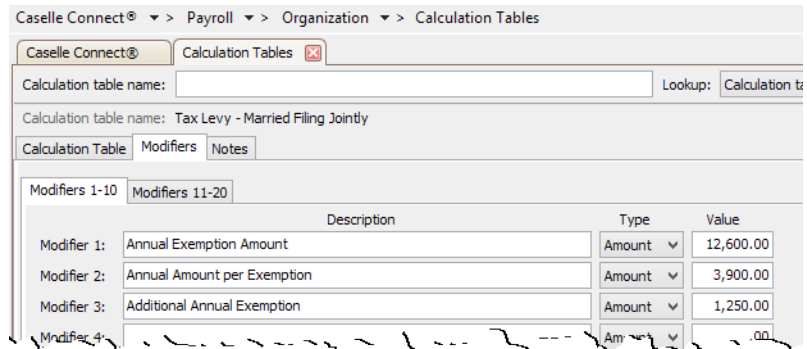 Caselle Connect® > Payroll > Organization > Calculation Tables
Caselle Connect® Calculation Tables
Calculation table name: Lookup: Calculation ta
Calculation table name: Tax Levy - Married Filing Jointly
Calculation Table Modifiers Notes
Modifiers 1-10 Modifiers 11-20
Description Type Value
Modifier 1: Annual Exemption Amount Amount 12,600.00
Modifier 2: Annual Amount per Exemption Amount 3,900.00
Modifier 3: Additional Annual Exemption Amount 1,250.00
Modifier 4: Amount .00